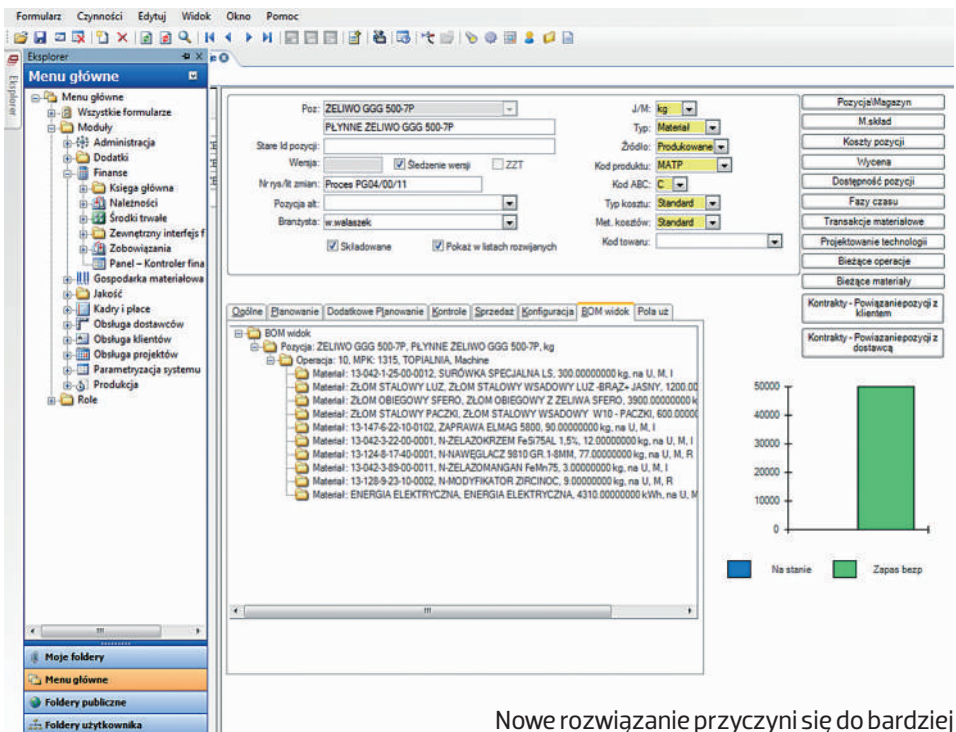 Formularz Czynności Edytuj Widok Okno Pomoc
Eksplorer
Eksplorer
Menu główne
Menu główne
Wszystkie formularze
Moduły
Administracja
Dodatki
Finanse
Księga główna
Należności
Środki trwałe
Zewnętrzny interfejs f
Zobowiązania
Panel – Kontroler fina
Gospodarka materiałowa
Jakość
Kadry i płace
Obsługa dostawców
Obsługa klientów
Obsługa projektów
Parametryzacja systemu
Produkcja
Role
Moje foldery
Menu główne
Foldery publiczne
Foldery użytkownika
Poz: ŻELIWO GGG 500-7P
PŁYNNE ŻELIWO GGG 500-7P
Stare Id pozycji:
Wersja: Śledzenie wersji ZZT
Nr rys/lit zmian: Proces PG04/00/11
Pozycja alt:
Branżysta: w.walaszek
Składowane Pokaż w listach rozwijanych
J/M: kg
Typ: Materiał
Źródło: Produkowane
Kod produktu: MATP
Kod ABC: C
Typ kosztu: Standard
Met. kosztów: Standard
Kod towaru:
Pozycja\Magazyn
M.skład
Koszty pozycji
Wycena
Dostępność pozycji
Fazy czasu
Transakcje materiałowe
Projektowanie technologii
Bieżące operacje
Bieżące materiały
Kontrakty - Powiązanie pozycji z
klientem
Kontrakty - Powiązanie pozycji z
dostawcą
Ogólne Planowanie Dodatkowe Planowanie Kontrole Sprzedaż Konfiguracja BOM widok Pola uż
BOM widok
Pozycja: ŻELIWO GGG 500-7P, PŁYNNE ŻELIWO GGG 500-7P, kg
Operacja: 10, MPK: 1315, TOPIALNIA, Machine
Materiał: 13-042-1-25-00-0012, SURÓWKA SPECJALNA LS, 300.00000000 kg, na U, M, I
Materiał: ZŁOM STALOWY LUZ, ZŁOM STALOWY WSADOWY LUZ -BRĄZ+ JASNY, 1200.00
Materiał: ZŁOM OBIEGOWY SFERO, ZŁOM OBIEGOWY Z ŻELIWA SFERO, 3900.00000000 k
Materiał: ZŁOM STALOWY PACZKI, ZŁOM STALOWY WSADOWY W10 - PACZKI, 600.00000
Materiał: 13-147-6-22-10-0102, ZAPRAWA ELMAG 5800, 90.00000000 kg, na U, M, I
Materiał: 13-042-3-22-00-0001, N-ŻELAZOKRZEM FeSi75AL 1,5%, 12.00000000 kg, na U, M, I
Materiał: 13-124-8-17-40-0001, N-NAWĘGLACZ 9810 GR.1-8MM, 77.00000000 kg, na U, M, R
Materiał: 13-042-3-89-00-0011, N-ŻELAZOMANGAN FeMn75, 3.00000000 kg, na U, M, I
Materiał: 13-128-9-23-10-0002, N-MODYFIKATOR ZIRCINOC, 9.00000000 kg, na U, M, R
Materiał: ENERGIA ELEKTRYCZNA, ENERGIA ELEKTRYCZNA, 4310.00000000 kWh, na U, M
50000
40000
30000
20000
10000
0
Na stanie Zapas bezp
Nowe rozwiązanie przyczyni się do bardziej